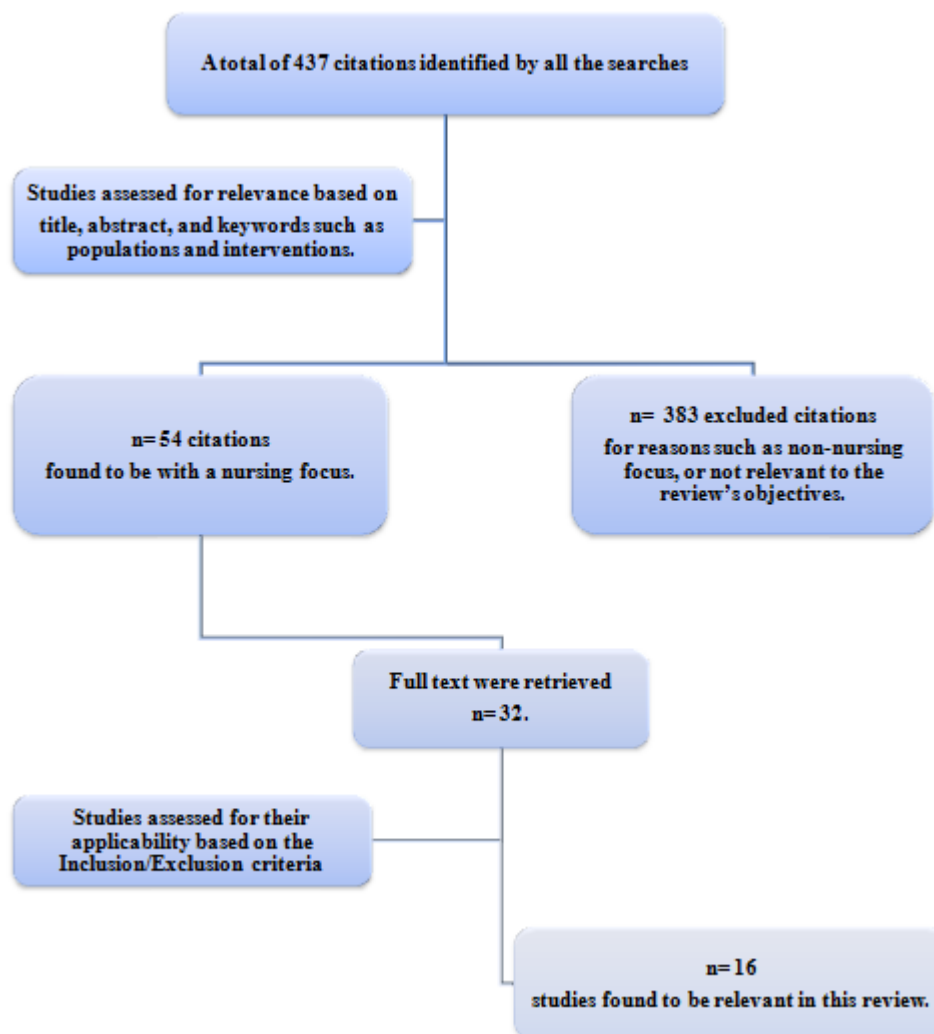 A total of 437 citations identified by all the searches
Studies assessed for relevance based on
title, abstract, and keywords such as
populations and interventions.
n= 54 citations
found to be with a nursing focus.
n= 383 excluded citations
for reasons such as non-nursing
focus, or not relevant to the
review's objectives.
Full text were retrieved
n= 32.
Studies assessed for their
applicability based on the
Inclusion/Exclusion criteria
n= 16
studies found to be relevant in this review.